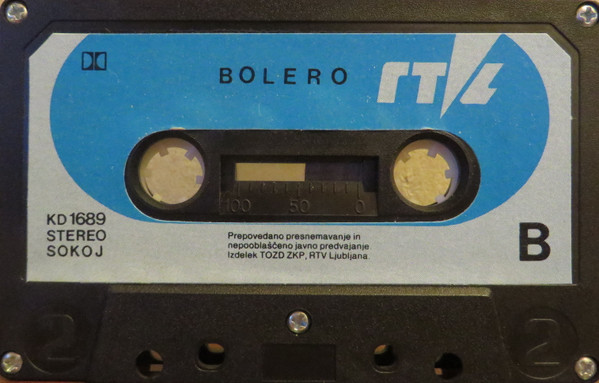 BOLERO
RTL
100 50 0
KD 1689
STEREO
SOKOJ
Prepovedano presnemavanje in
nepooblaščeno javno predvajanje
Izdelek TOZD ZKP, RTV Ljubljana
B
2 2